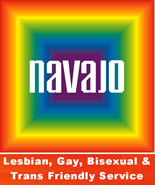 navajo
Lesbian, Gay, Bisexual &
Trans Friendly Service